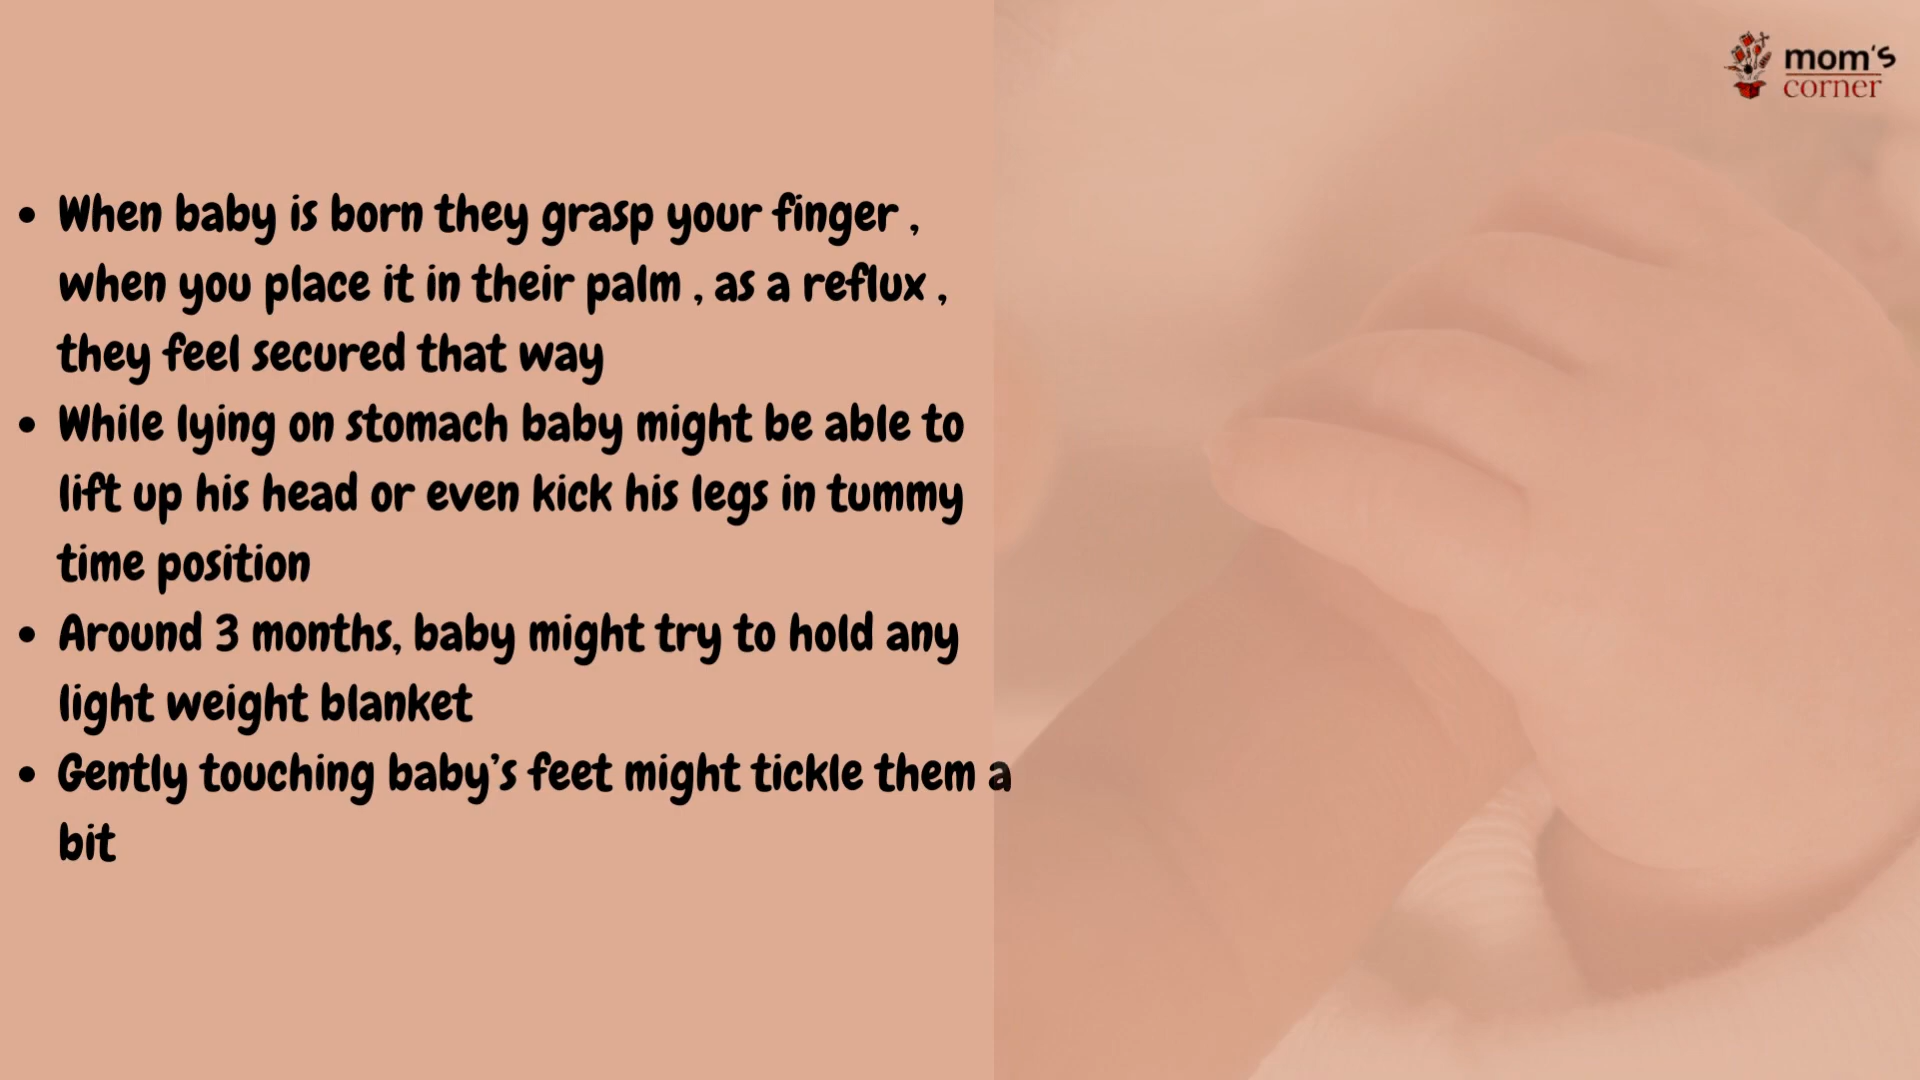 mom's
corner
• When baby is born they grasp your finger ,
when you place it in their palm , as a reflux ,
they feel secured that way
• While lying on stomach baby might be able to
lift up his head or even kick his legs in tummy
time position
• Around 3 months, baby might try to hold any
light weight blanket
• Gently touching baby's feet might tickle them a
bit